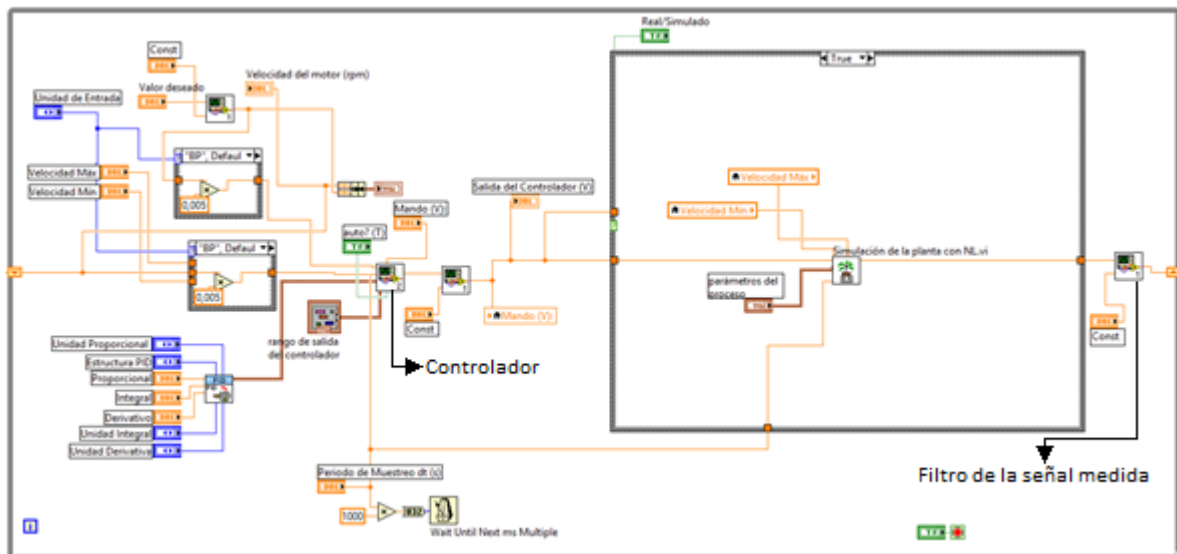 Real/Simulado
True
Const
Velocidad del motor (rpm)
Valor deseado
Unidad de Entrada
"BP", Defaul
Velocidad Máx
Velocidad Mín
0,005
Salida del Controlador (V)
Mando (V)
auto? (T)
"BP", Defaul
0,005
Velocidad Máx
Velocidad Mín
Simulación de la planta con NL.vi
parámetros del
proceso
Const
Mando (V)
Const
rango de salida
del controlador
Controlador
Unidad Proporcional
Estructura PID
Proporcional
Integral
Derivativo
Unidad Integral
Unidad Derivativa
Filtro de la señal medida
Periodo de Muestreo dt (s)
1000
U32
Wait Until Next ms Multiple
i
TF